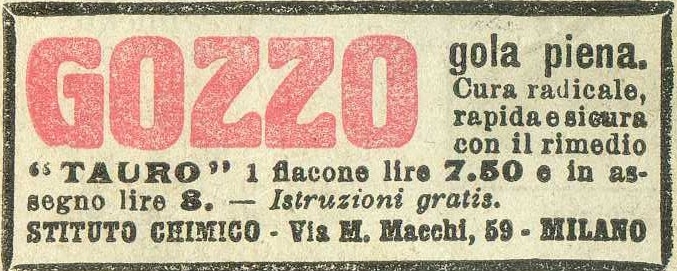 GOZZO
gola piena.
Cura radicale,
rapida e sicura
con il rimedio
“TAURO” 1 flacone lire 7.50 e in as-
segno lire 8. — Istruzioni gratis.
STITUTO CHIMICO - Via M. Macchi, 59 - MILANO